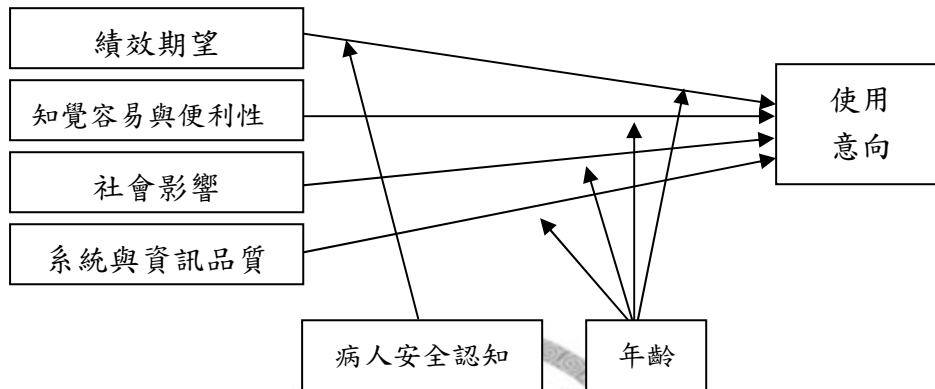 績效期望
知覺容易與便利性
社會影響
系統與資訊品質
使用
意向
病人安全認知
年齡